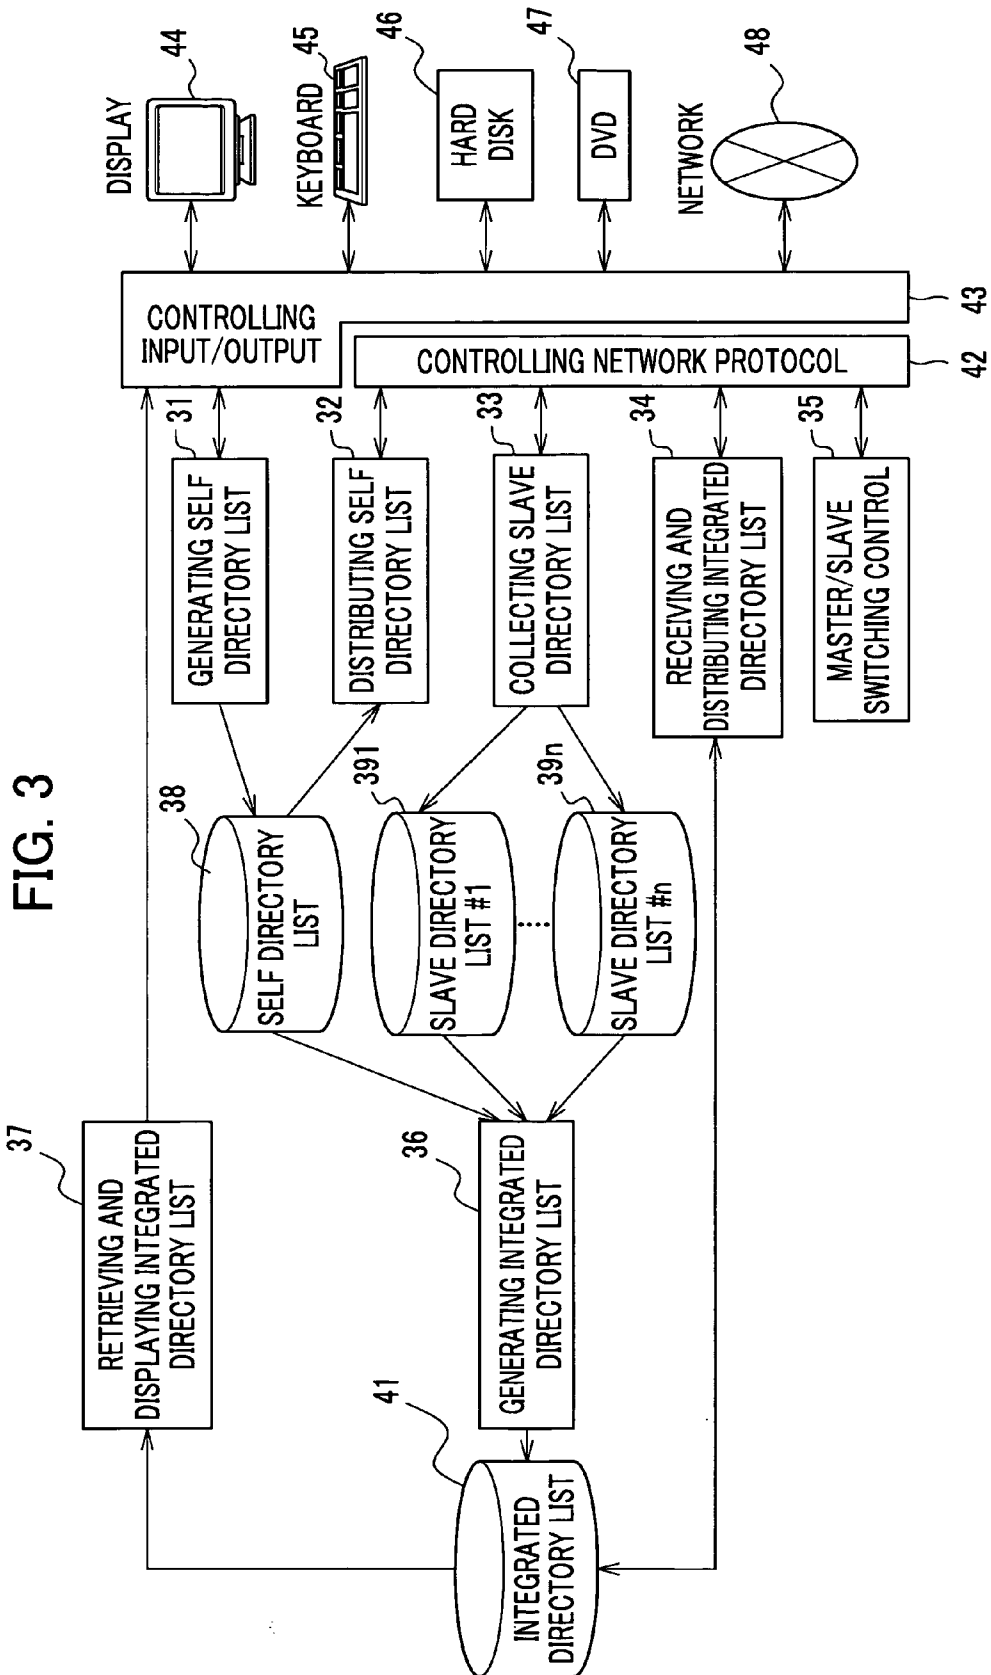 FIG. 3
37
RETRIEVING AND
DISPLAYING INTEGRATED
DIRECTORY LIST
41
INTEGRATED
DIRECTORY LIST
36
GENERATING INTEGRATED
DIRECTORY LIST
38
SELF DIRECTORY
LIST
391
SLAVE DIRECTORY
LIST #1
39n
SLAVE DIRECTORY
LIST #n
31
GENERATING SELF
DIRECTORY LIST
32
DISTRIBUTING SELF
DIRECTORY LIST
33
COLLECTING SLAVE
DIRECTORY LIST
34
RECEIVING AND
DISTRIBUTING INTEGRATED
DIRECTORY LIST
35
MASTER/SLAVE
SWITCHING CONTROL
CONTROLLING
INPUT/OUTPUT
43
CONTROLLING NETWORK PROTOCOL
42
DISPLAY
44
KEYBOARD
45
HARD
DISK
46
DVD
47
NETWORK
48